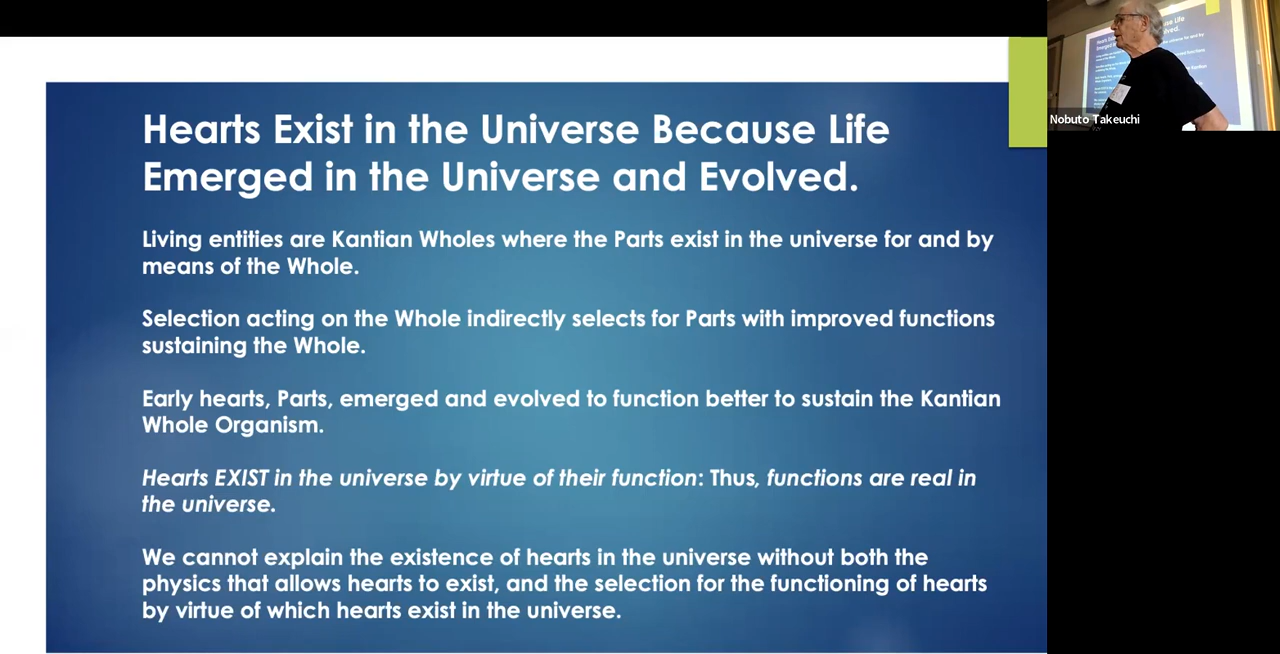 Hearts Exist in the Universe Because Life
Emerged in the Universe and Evolved.
Living entities are Kantian Wholes where the Parts exist in the universe for and by
means of the Whole.
Selection acting on the Whole indirectly selects for Parts with improved functions
sustaining the Whole.
Early hearts, Parts, emerged and evolved to function better to sustain the Kantian
Whole Organism.
Hearts EXIST in the universe by virtue of their function: Thus, functions are real in
the universe.
We cannot explain the existence of hearts in the universe without both the
physics that allows hearts to exist, and the selection for the functioning of hearts
by virtue of which hearts exist in the universe.
Nobuto Takeuchi